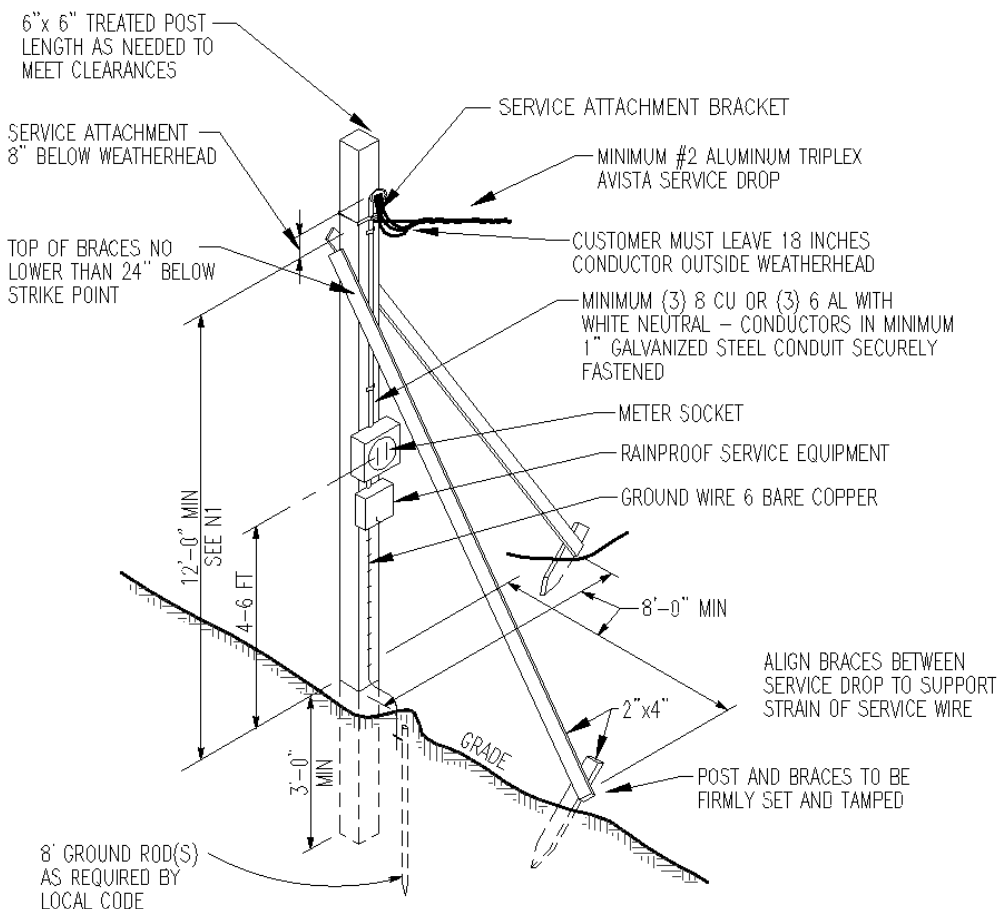 6"x 6" TREATED POST
LENGTH AS NEEDED TO
MEET CLEARANCES
SERVICE ATTACHMENT BRACKET
SERVICE ATTACHMENT
8" BELOW WEATHERHEAD
MINIMUM #2 ALUMINUM TRIPLEX
AVISTA SERVICE DROP
TOP OF BRACES NO
LOWER THAN 24" BELOW
STRIKE POINT
CUSTOMER MUST LEAVE 18 INCHES
CONDUCTOR OUTSIDE WEATHERHEAD
MINIMUM (3) 8 CU OR (3) 6 AL WITH
WHITE NEUTRAL - CONDUCTORS IN MINIMUM
1" GALVANIZED STEEL CONDUIT SECURELY
FASTENED
METER SOCKET
RAINPROOF SERVICE EQUIPMENT
GROUND WIRE 6 BARE COPPER
12'-0" MIN
SEE N1
4-6 FT
8'-0" MIN
ALIGN BRACES BETWEEN
SERVICE DROP TO SUPPORT
STRAIN OF SERVICE WIRE
2"x4"
GRADE
3'-0"
MIN
POST AND BRACES TO BE
FIRMLY SET AND TAMPED
8' GROUND ROD(S)
AS REQUIRED BY
LOCAL CODE